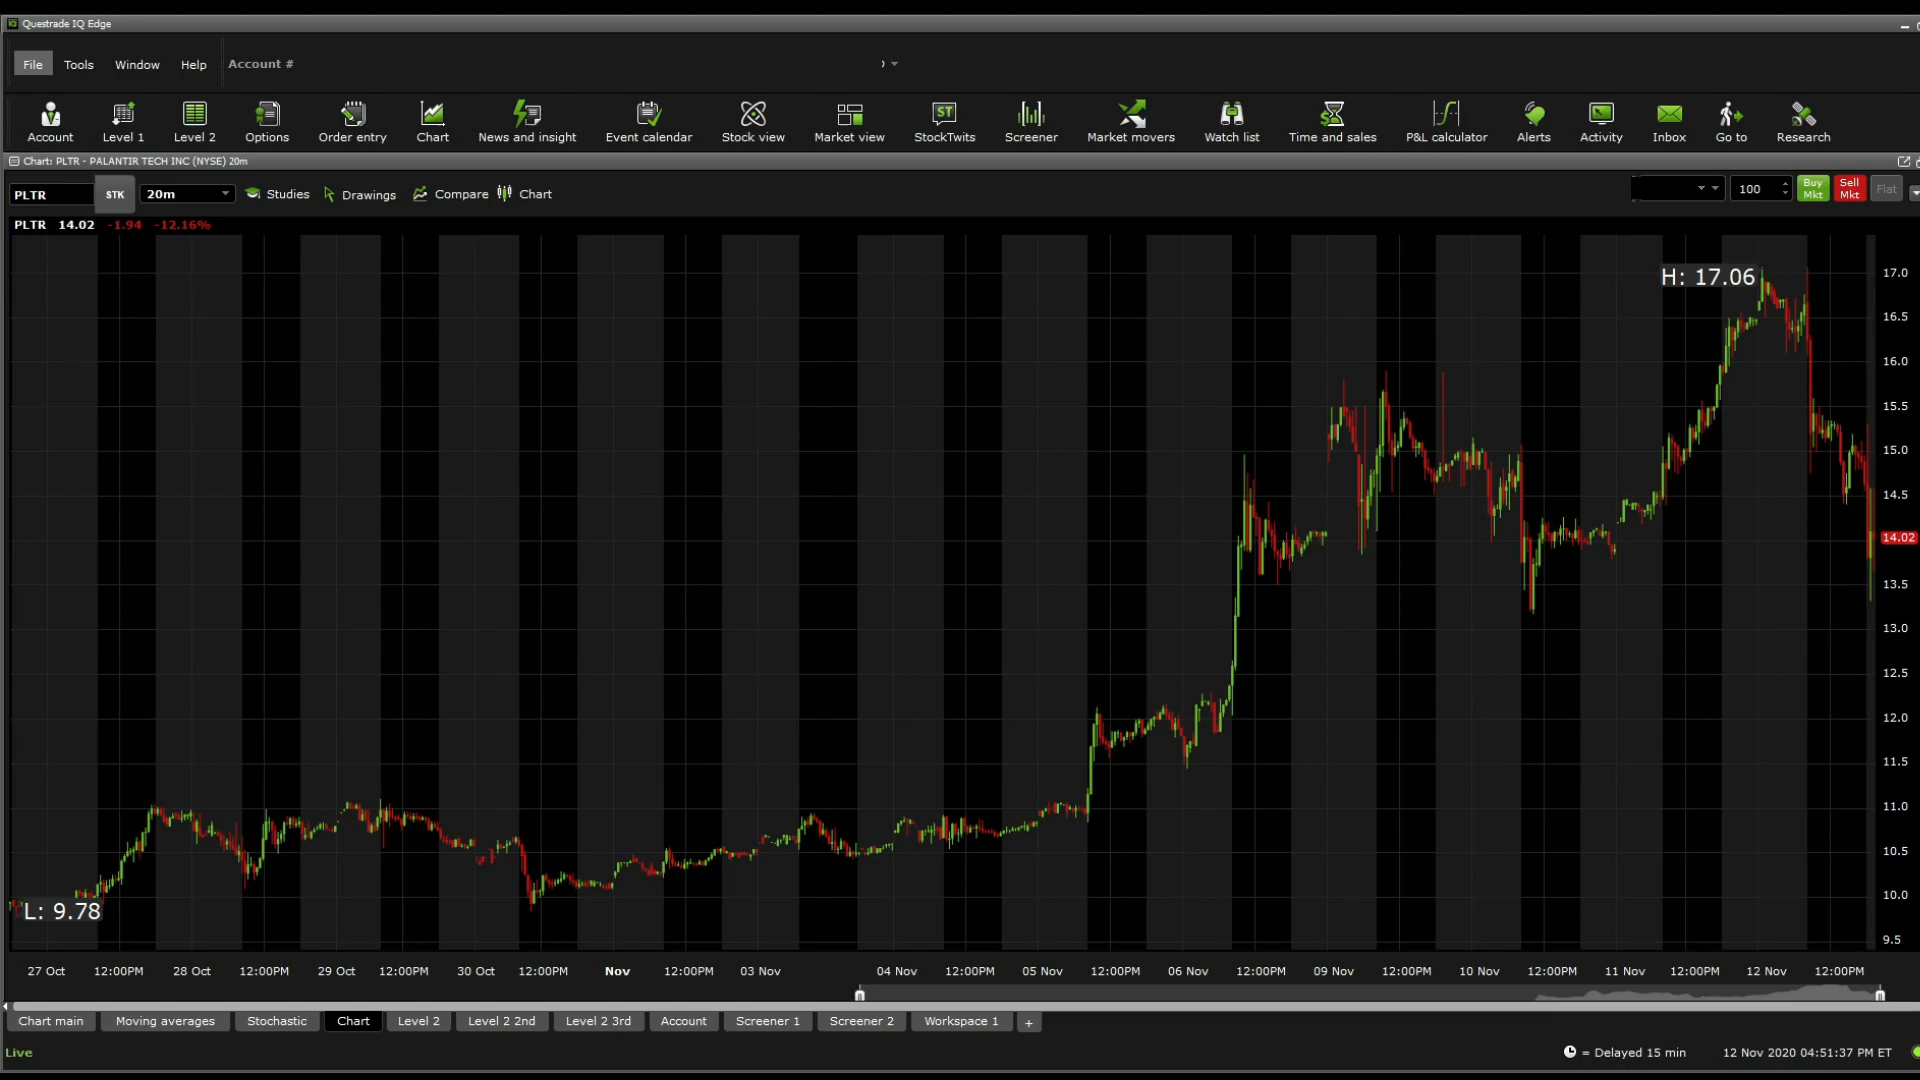 Questrade IQ Edge
File Tools Window Help Account #
Account Level 1 Level 2 Options Order entry Chart News and insight Event calendar Stock view Market view StockTwits Screener Market movers Watch list Time and sales P&L calculator Alerts Activity Inbox Go to Research
Chart: PLTR - PALANTIR TECH INC (NYSE) 20m
PLTR STK 20m Studies Drawings Compare Chart 100 Buy Mkt Sell Mkt Flat
PLTR 14.02 -1.94 -12.16%
H: 17.06
17.0
16.5
16.0
15.5
15.0
14.5
14.02
13.5
13.0
12.5
12.0
11.5
11.0
10.5
10.0
L: 9.78
9.5
27 Oct 12:00PM 28 Oct 12:00PM 29 Oct 12:00PM 30 Oct 12:00PM Nov 12:00PM 03 Nov 04 Nov 12:00PM 05 Nov 12:00PM 06 Nov 12:00PM 09 Nov 12:00PM 10 Nov 12:00PM 11 Nov 12:00PM 12 Nov 12:00PM
Chart main Moving averages Stochastic Chart Level 2 Level 2 2nd Level 2 3rd Account Screener 1 Screener 2 Workspace 1 +
Live = Delayed 15 min 12 Nov 2020 04:51:37 PM ET